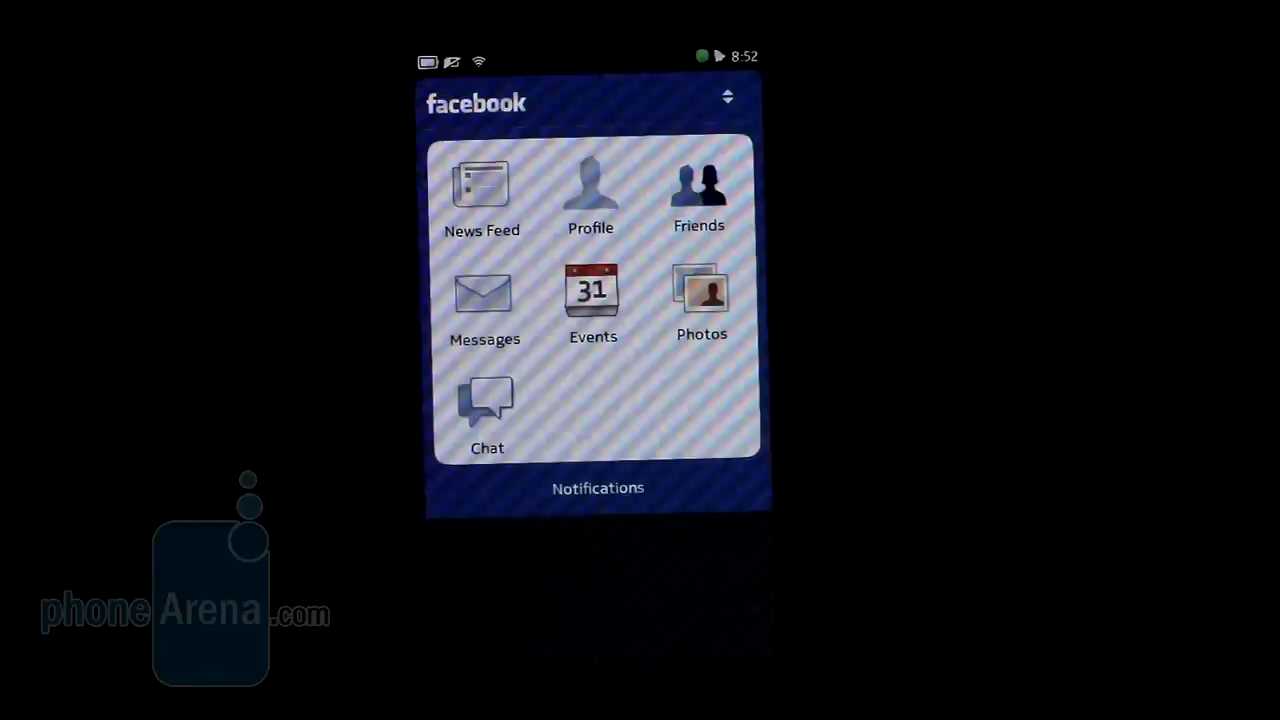 8:52
facebook
News Feed
Profile
Friends
31
Messages
Events
Photos
Chat
Notifications
phoneArena.com